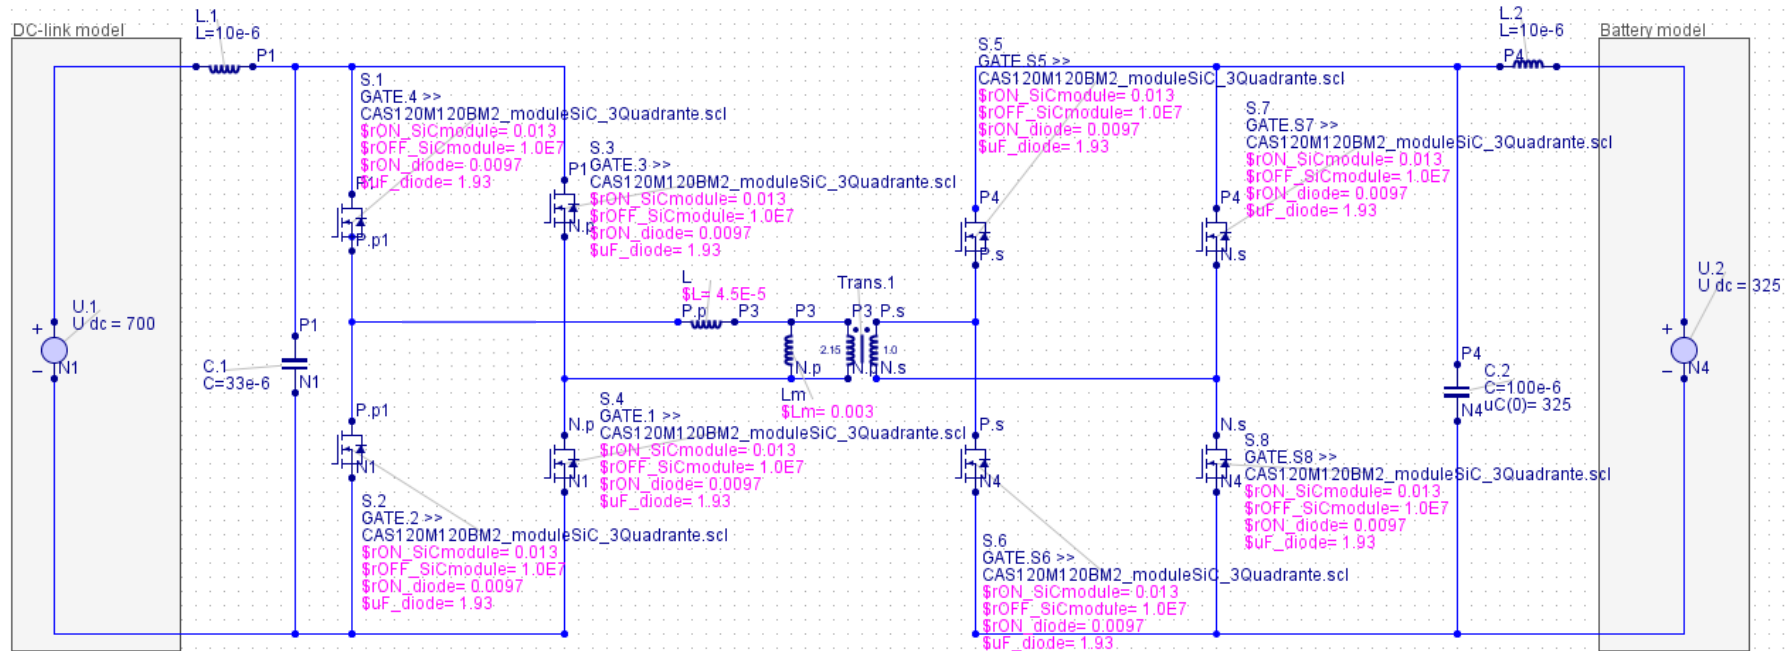 DC-link model
L.1
L=10e-6
P1
U.1
U dc = 700
+
−
N1
C.1
C=33e-6
P1
N1
S.1
GATE.4 >>
CAS120M120BM2_moduleSiC_3Quadrante.scl
$rON_SiCmodule= 0.013
$rOFF_SiCmodule= 1.0E7
$rON_diode= 0.0097
$uF_diode= 1.93
P1
P.p1
S.3
GATE.3 >>
CAS120M120BM2_moduleSiC_3Quadrante.scl
$rON_SiCmodule= 0.013
$rOFF_SiCmodule= 1.0E7
$rON_diode= 0.0097
$uF_diode= 1.93
P1
N.p
P.p1
N1
S.2
GATE.2 >>
CAS120M120BM2_moduleSiC_3Quadrante.scl
$rON_SiCmodule= 0.013
$rOFF_SiCmodule= 1.0E7
$rON_diode= 0.0097
$uF_diode= 1.93
N.p
N1
S.4
GATE.1 >>
CAS120M120BM2_moduleSiC_3Quadrante.scl
$rON_SiCmodule= 0.013
$rOFF_SiCmodule= 1.0E7
$rON_diode= 0.0097
$uF_diode= 1.93
L
$L= 4.5E-5
P.p
P3
P3
N.p
Lm
$Lm= 0.003
Trans.1
P3
P.s
2.15
1.0
N.p
N.s
S.5
GATE.S5 >>
CAS120M120BM2_moduleSiC_3Quadrante.scl
$rON_SiCmodule= 0.013
$rOFF_SiCmodule= 1.0E7
$rON_diode= 0.0097
$uF_diode= 1.93
P4
P.s
S.7
GATE.S7 >>
CAS120M120BM2_moduleSiC_3Quadrante.scl
$rON_SiCmodule= 0.013
$rOFF_SiCmodule= 1.0E7
$rON_diode= 0.0097
$uF_diode= 1.93
P4
N.s
P.s
N4
S.6
GATE.S6 >>
CAS120M120BM2_moduleSiC_3Quadrante.scl
$rON_SiCmodule= 0.013
$rOFF_SiCmodule= 1.0E7
$rON_diode= 0.0097
$uF_diode= 1.93
N.s
N4
S.8
GATE.S8 >>
CAS120M120BM2_moduleSiC_3Quadrante.scl
$rON_SiCmodule= 0.013
$rOFF_SiCmodule= 1.0E7
$rON_diode= 0.0097
$uF_diode= 1.93
L.2
L=10e-6
P4
P4
N4
C.2
C=100e-6
uC(0)= 325
Battery model
U.2
U dc = 325
+
−
N4